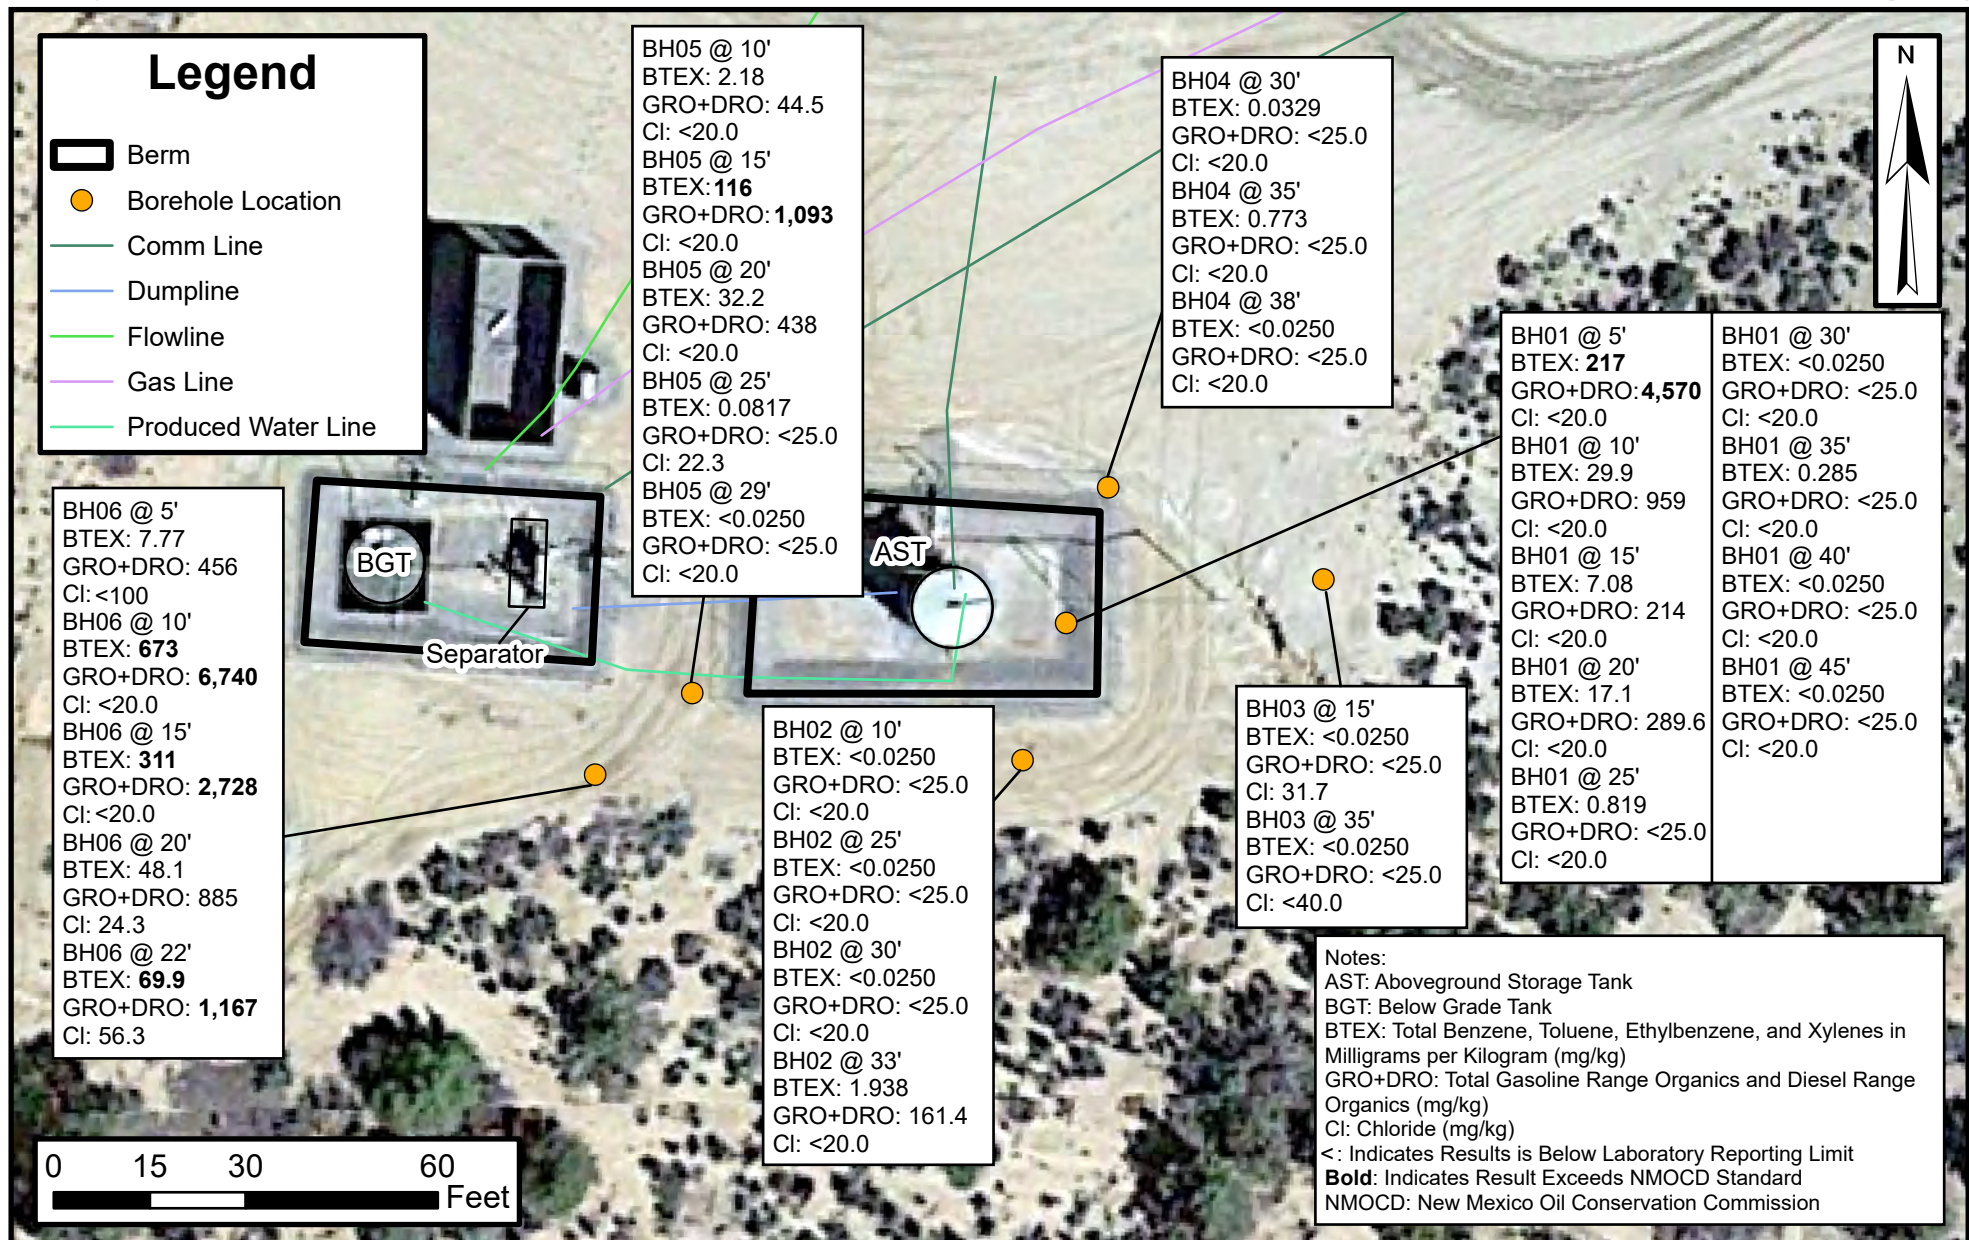 Legend
Berm
Borehole Location
Comm Line
Dumpline
Flowline
Gas Line
Produced Water Line
BH05 @ 10'
BTEX: 2.18
GRO+DRO: 44.5
Cl: <20.0
BH05 @ 15'
BTEX: 116
GRO+DRO: 1,093
Cl: <20.0
BH05 @ 20'
BTEX: 32.2
GRO+DRO: 438
Cl: <20.0
BH05 @ 25'
BTEX: 0.0817
GRO+DRO: <25.0
Cl: 22.3
BH05 @ 29'
BTEX: <0.0250
GRO+DRO: <25.0
Cl: <20.0
BH04 @ 30'
BTEX: 0.0329
GRO+DRO: <25.0
Cl: <20.0
BH04 @ 35'
BTEX: 0.773
GRO+DRO: <25.0
Cl: <20.0
BH04 @ 38'
BTEX: <0.0250
GRO+DRO: <25.0
Cl: <20.0
N
BH01 @ 5'
BTEX: 217
GRO+DRO: 4,570
Cl: <20.0
BH01 @ 10'
BTEX: 29.9
GRO+DRO: 959
Cl: <20.0
BH01 @ 15'
BTEX: 7.08
GRO+DRO: 214
Cl: <20.0
BH01 @ 20'
BTEX: 17.1
GRO+DRO: 289.6
Cl: <20.0
BH01 @ 25'
BTEX: 0.819
GRO+DRO: <25.0
Cl: <20.0
BH01 @ 30'
BTEX: <0.0250
GRO+DRO: <25.0
Cl: <20.0
BH01 @ 35'
BTEX: 0.285
GRO+DRO: <25.0
Cl: <20.0
BH01 @ 40'
BTEX: <0.0250
GRO+DRO: <25.0
Cl: <20.0
BH01 @ 45'
BTEX: <0.0250
GRO+DRO: <25.0
Cl: <20.0
BH06 @ 5'
BTEX: 7.77
GRO+DRO: 456
Cl: <100
BH06 @ 10'
BTEX: 673
GRO+DRO: 6,740
Cl: <20.0
BH06 @ 15'
BTEX: 311
GRO+DRO: 2,728
Cl: <20.0
BH06 @ 20'
BTEX: 48.1
GRO+DRO: 885
Cl: 24.3
BH06 @ 22'
BTEX: 69.9
GRO+DRO: 1,167
Cl: 56.3
BGT
Separator
AST
BH02 @ 10'
BTEX: <0.0250
GRO+DRO: <25.0
Cl: <20.0
BH02 @ 25'
BTEX: <0.0250
GRO+DRO: <25.0
Cl: <20.0
BH02 @ 30'
BTEX: <0.0250
GRO+DRO: <25.0
Cl: <20.0
BH02 @ 33'
BTEX: 1.938
GRO+DRO: 161.4
Cl: <20.0
BH03 @ 15'
BTEX: <0.0250
GRO+DRO: <25.0
Cl: 31.7
BH03 @ 35'
BTEX: <0.0250
GRO+DRO: <25.0
Cl: <40.0
Notes:
AST: Aboveground Storage Tank
BGT: Below Grade Tank
BTEX: Total Benzene, Toluene, Ethylbenzene, and Xylenes in
Milligrams per Kilogram (mg/kg)
GRO+DRO: Total Gasoline Range Organics and Diesel Range
Organics (mg/kg)
Cl: Chloride (mg/kg)
<: Indicates Results is Below Laboratory Reporting Limit
Bold: Indicates Result Exceeds NMOCD Standard
NMOCD: New Mexico Oil Conservation Commission
0 15 30 60
Feet